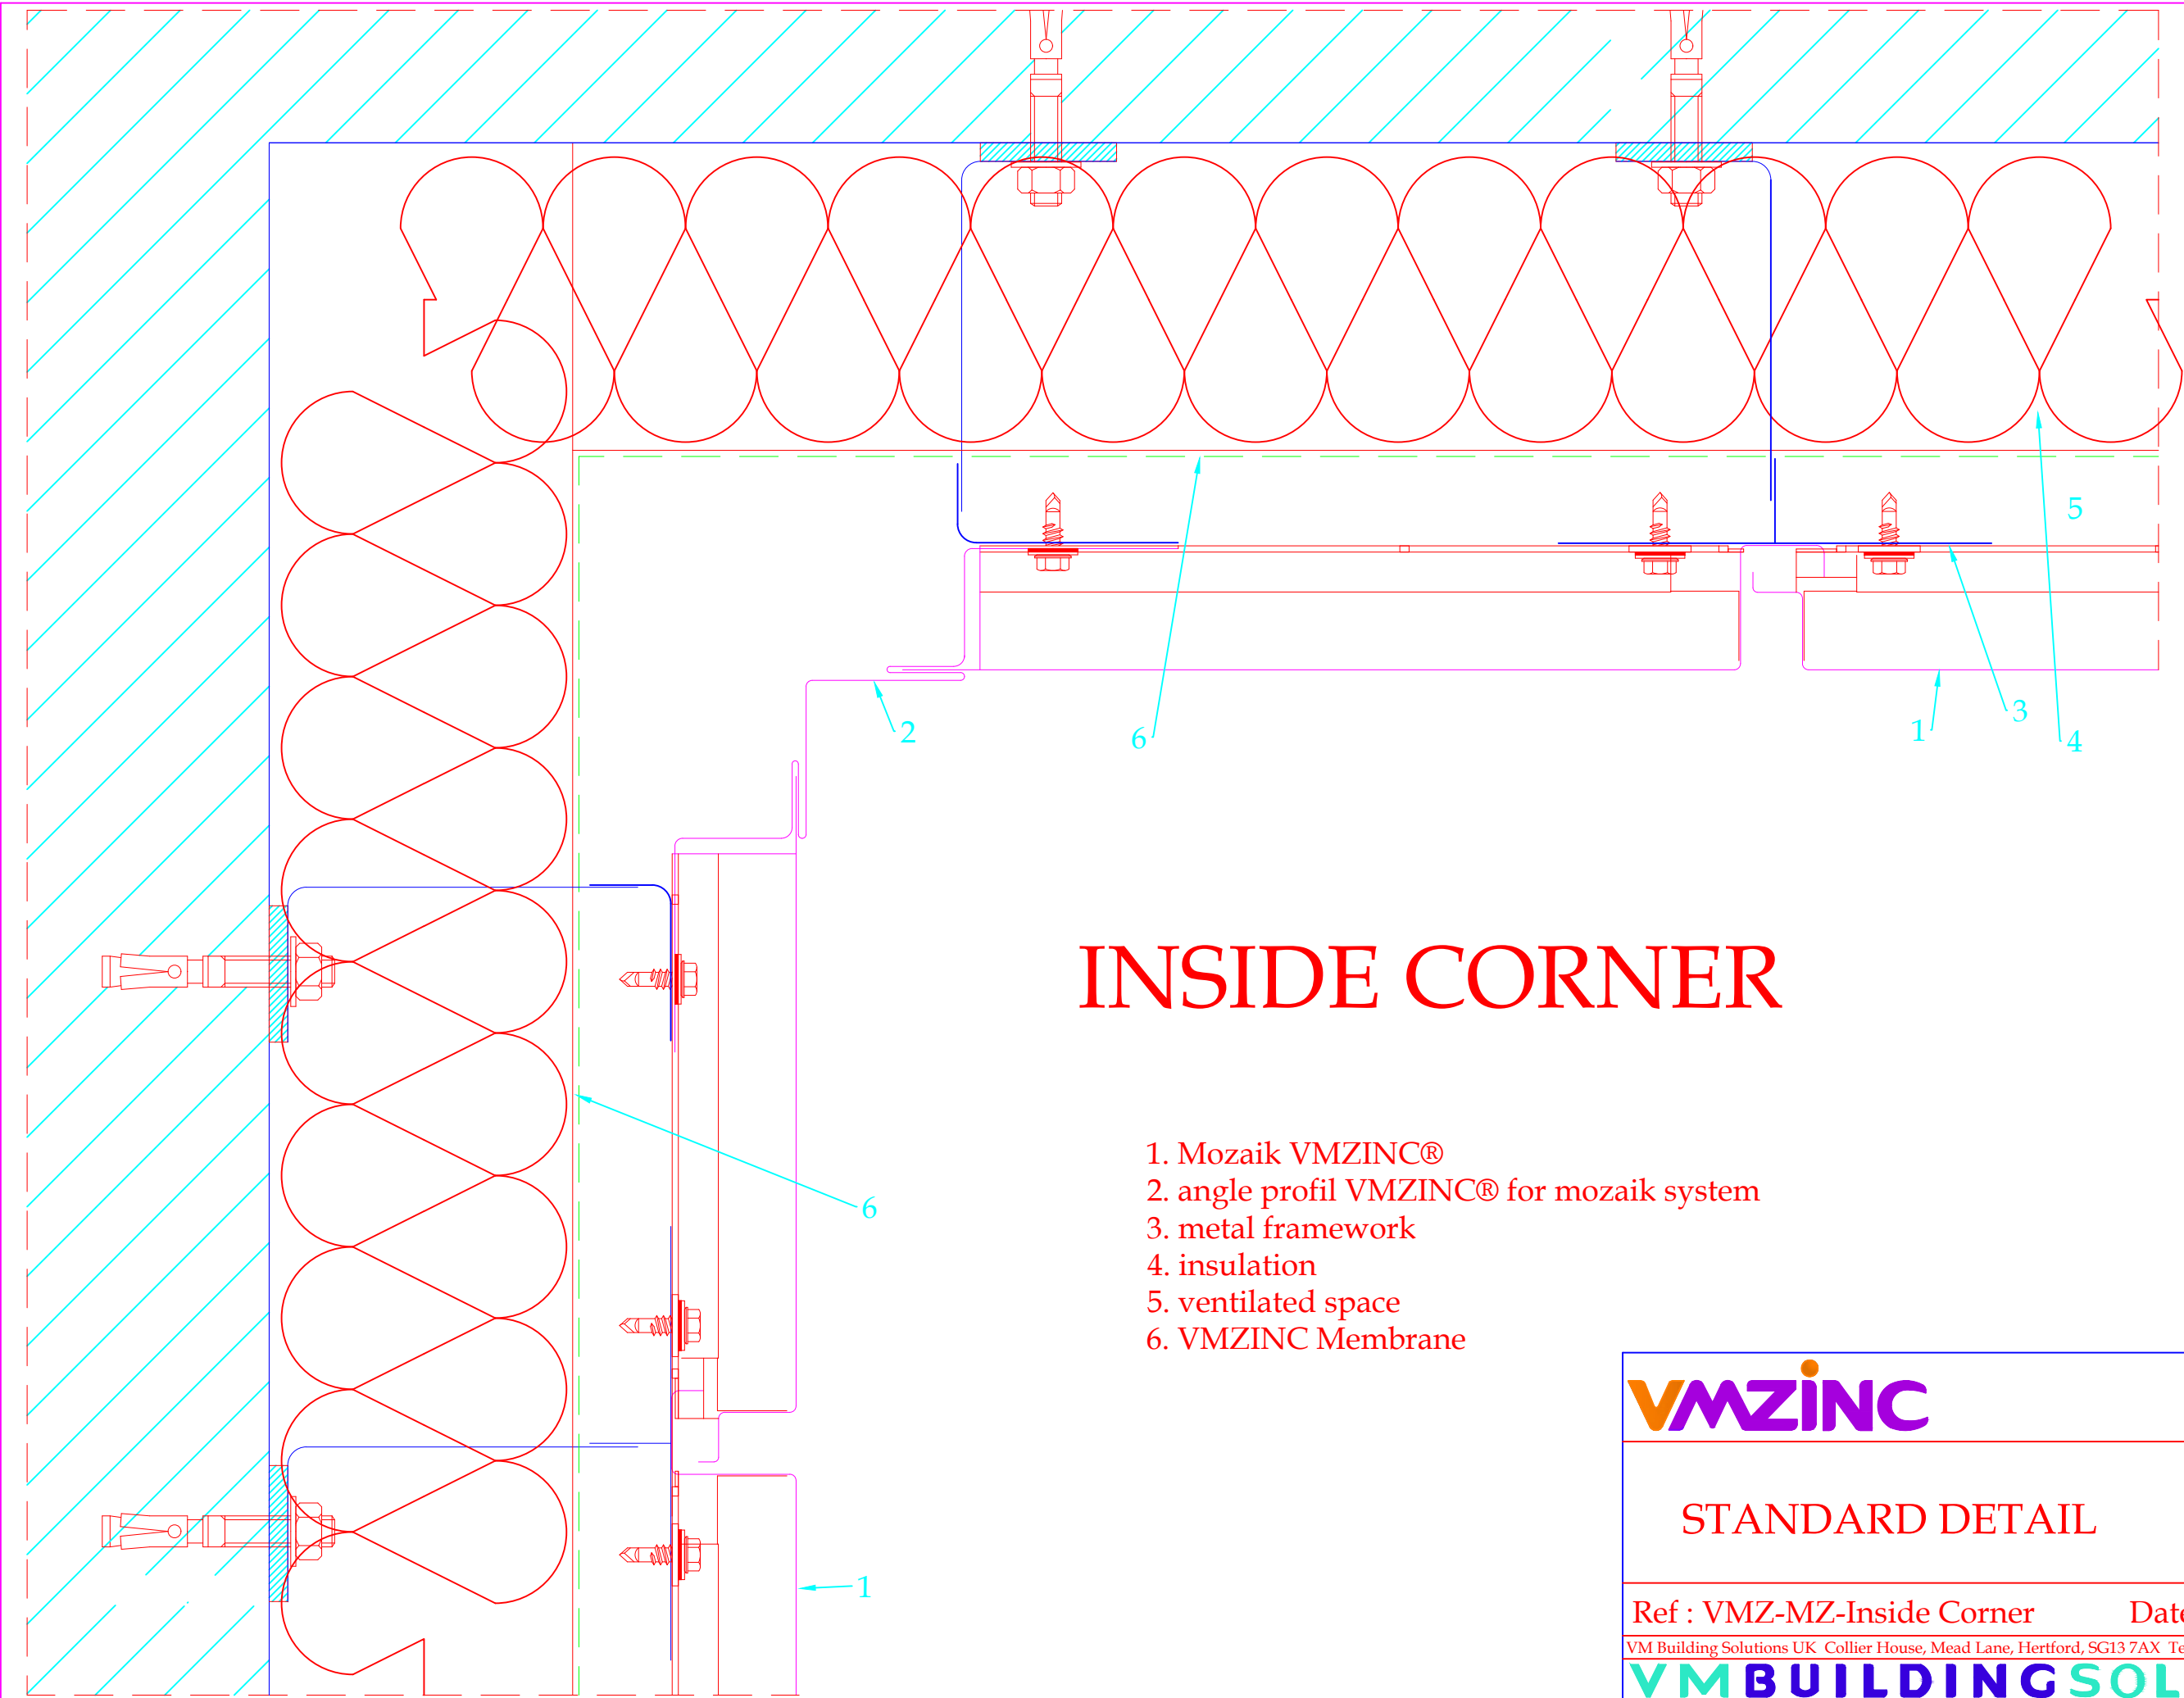 5
2
6
1
3
4
INSIDE CORNER
1. Mozaik VMZINC®
2. angle profil VMZINC® for mozaik system
3. metal framework
4. insulation
5. ventilated space
6. VMZINC Membrane
6
1
VMZINC
STANDARD DETAIL
Ref : VMZ-MZ-Inside Corner Date
VM Building Solutions UK Collier House, Mead Lane, Hertford, SG13 7AX Te
VMBUILDINGSOL